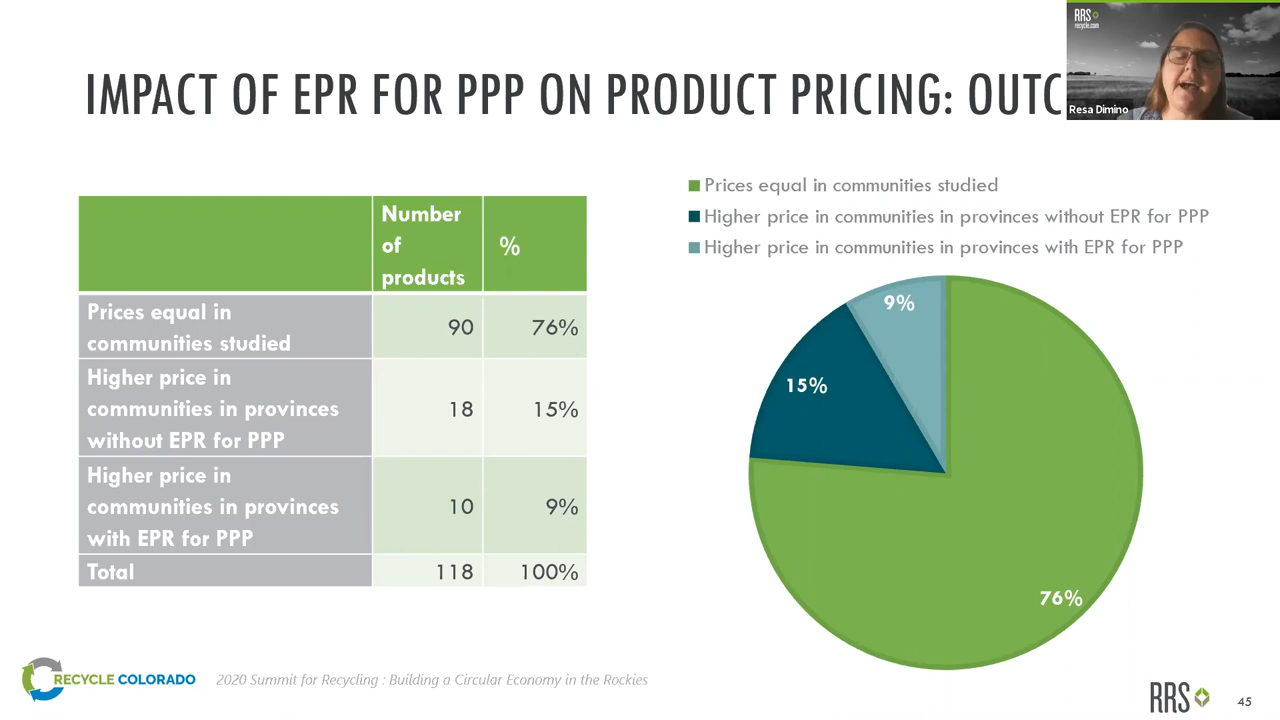 IMPACT OF EPR FOR PPP ON PRODUCT PRICING: OUTC
RRS
recycle.com
Resa Dimino
Number
of
products
%
Prices equal in
communities studied
90
76%
Higher price in
communities in provinces
without EPR for PPP
18
15%
Higher price in
communities in provinces
with EPR for PPP
10
9%
Total
118
100%
Prices equal in communities studied
Higher price in communities in provinces without EPR for PPP
Higher price in communities in provinces with EPR for PPP
9%
15%
76%
RECYCLE COLORADO
2020 Summit for Recycling : Building a Circular Economy in the Rockies
RRS
45